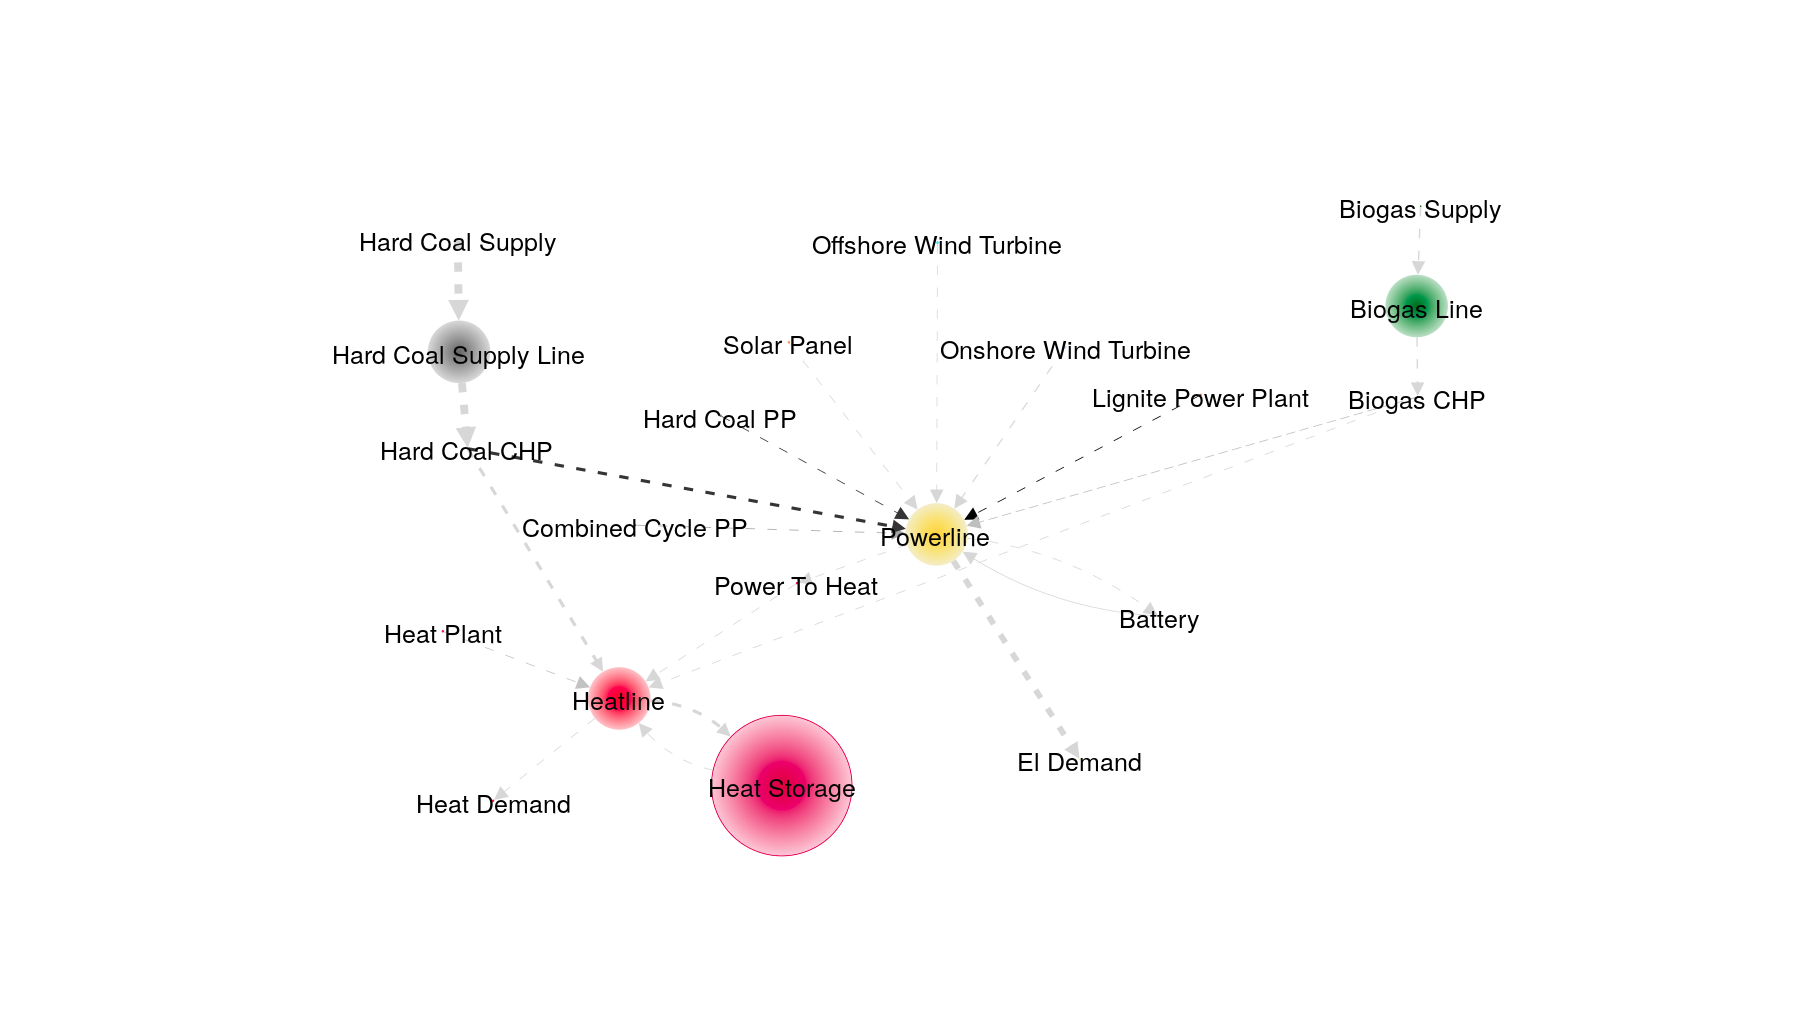 Biogas Supply
Hard Coal Supply
Offshore Wind Turbine
Biogas Line
Solar Panel
Onshore Wind Turbine
Hard Coal Supply Line
Lignite Power Plant
Biogas CHP
Hard Coal PP
Hard Coal CHP
Combined Cycle PP
Powerline
Power To Heat
Battery
Heat Plant
Heatline
El Demand
Heat Storage
Heat Demand